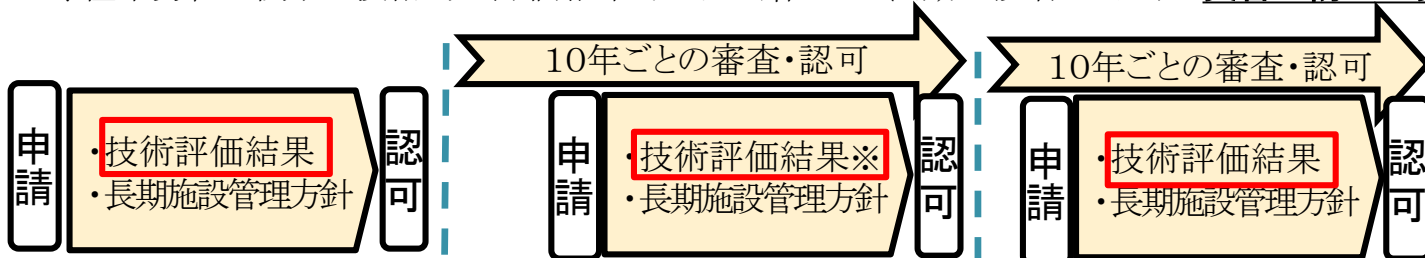 10年ごとの審査・認可
10年ごとの審査・認可
申請
・技術評価結果
・長期施設管理方針
認可
申請
・技術評価結果※
・長期施設管理方針
認可
申請
・技術評価結果
・長期施設管理方針
認可